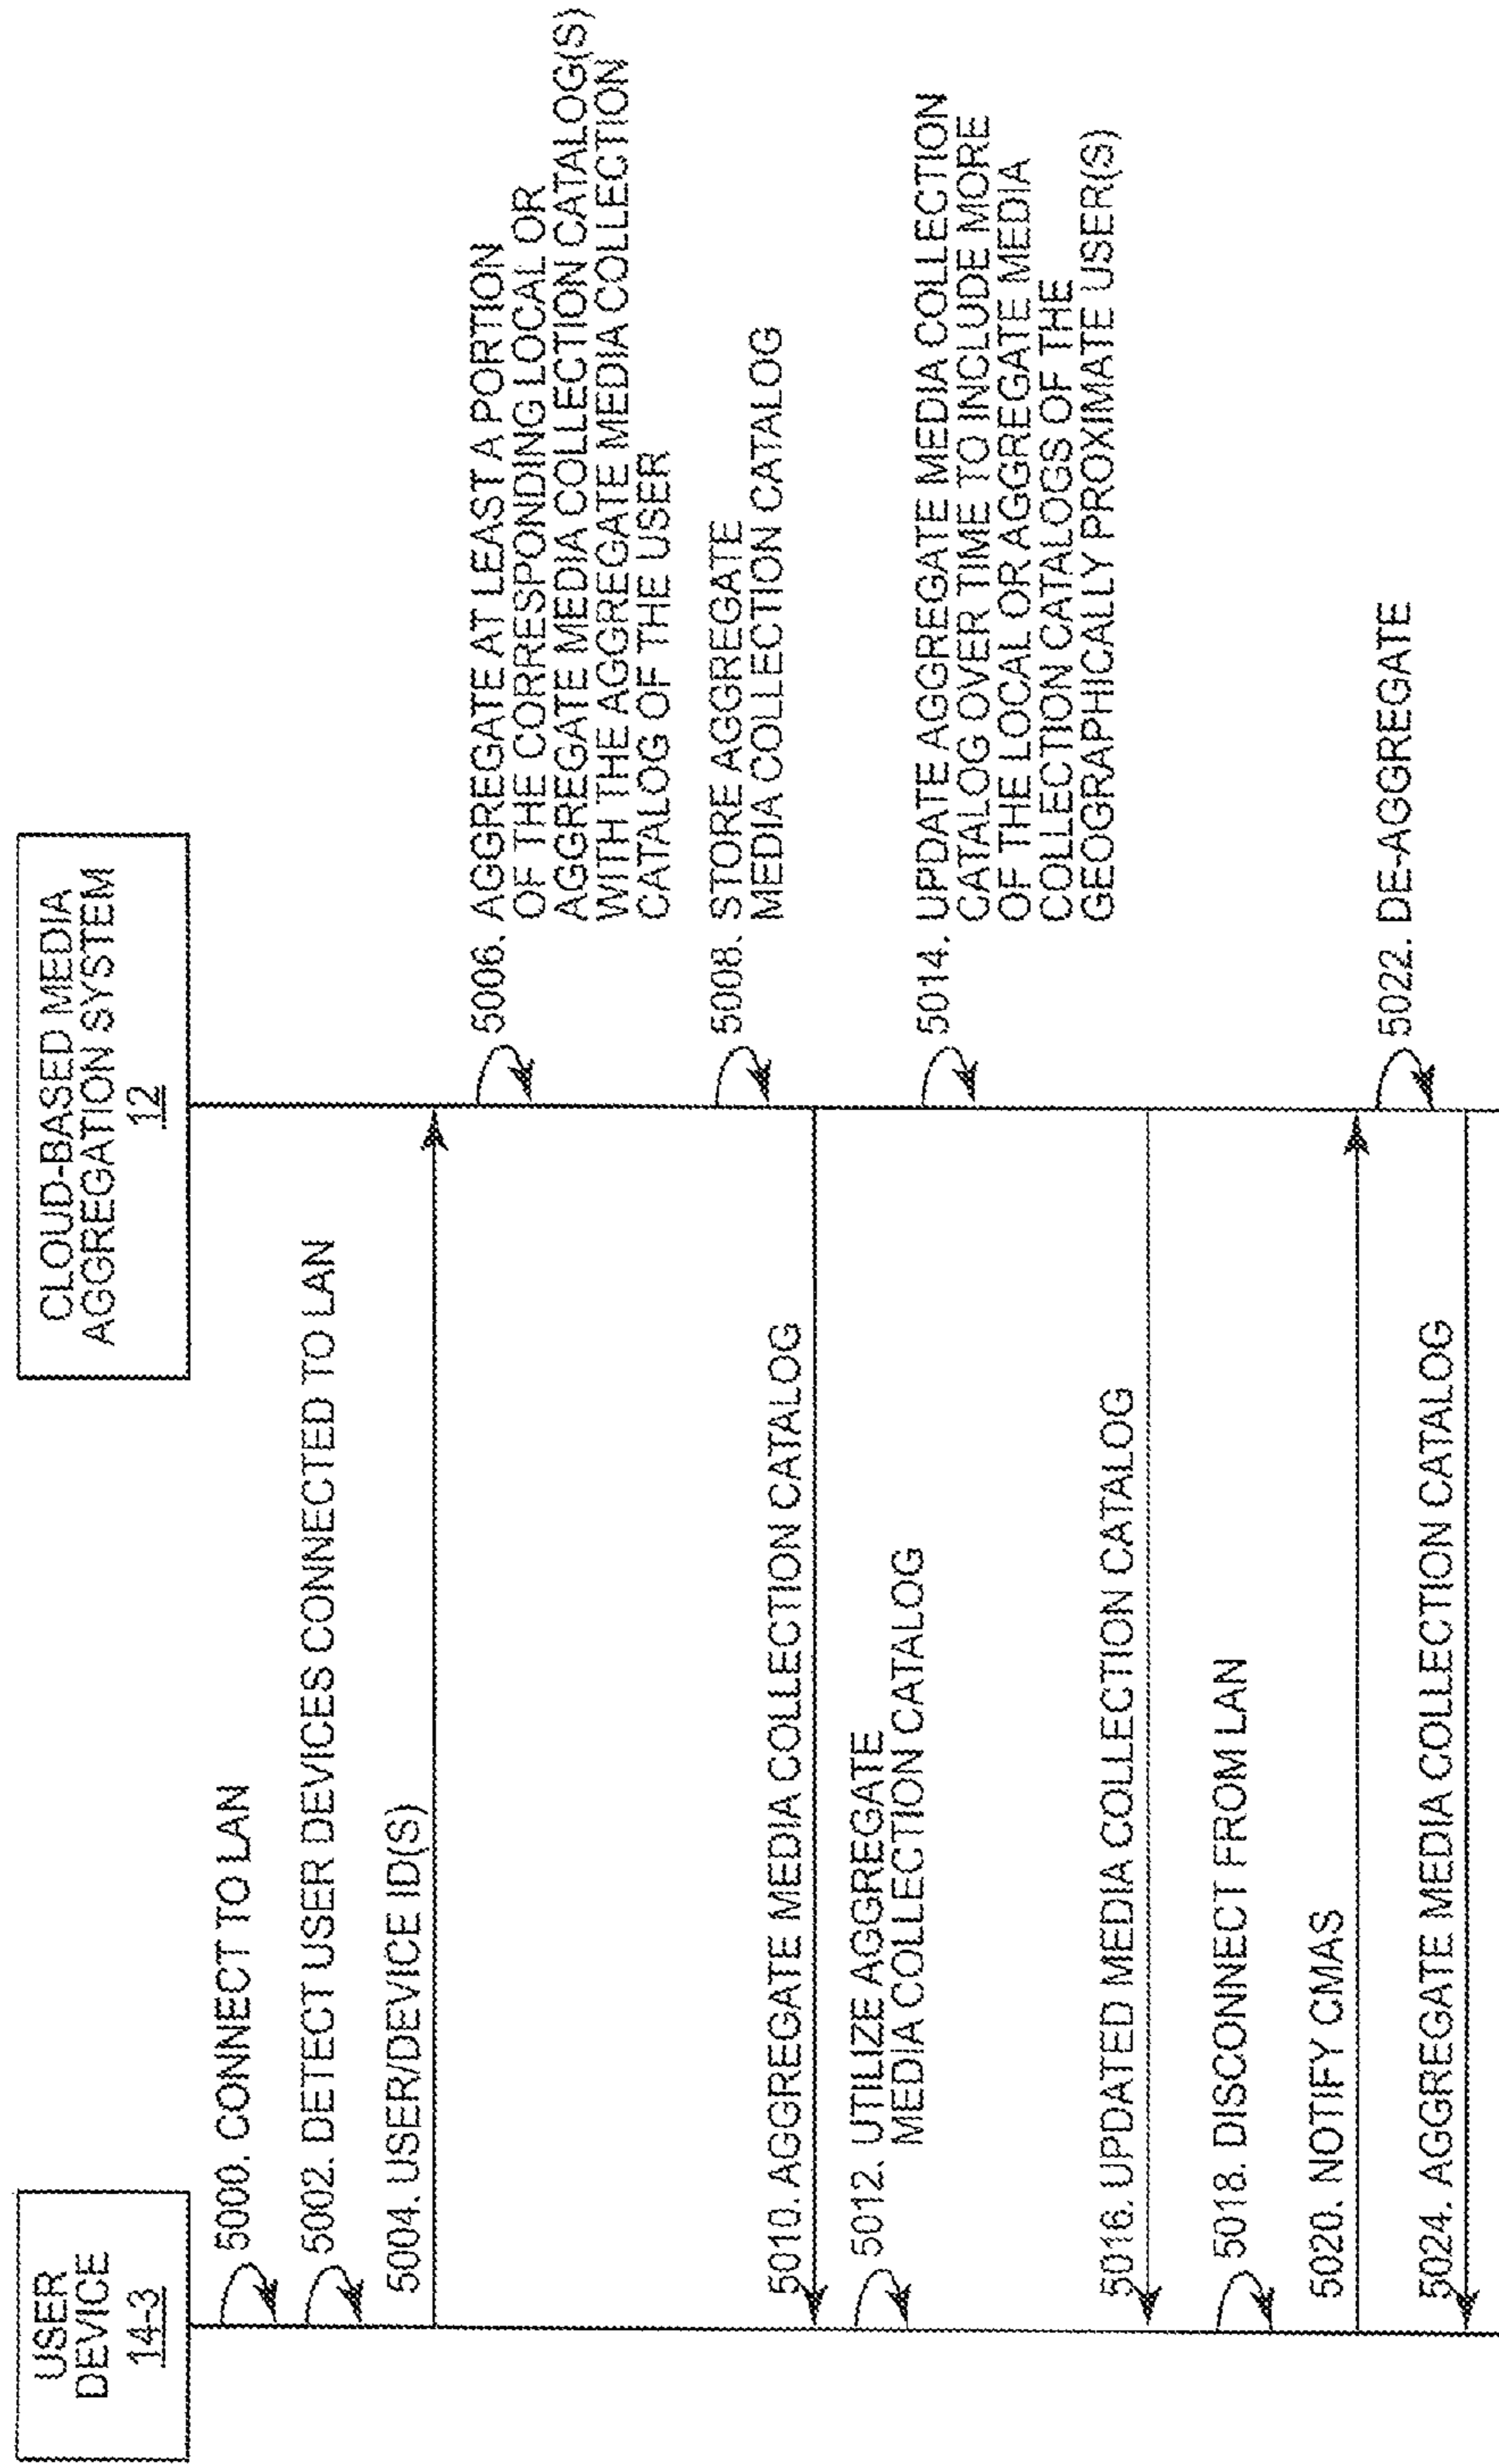 USER
DEVICE
14-3
CLOUD-BASED MEDIA
AGGREGATION SYSTEM
12
5000. CONNECT TO LAN
5002. DETECT USER DEVICES CONNECTED TO LAN
5004. USER/DEVICE ID(S)
5006. AGGREGATE AT LEAST A PORTION
OF THE CORRESPONDING LOCAL OR
AGGREGATE MEDIA COLLECTION CATALOG(S)
WITH THE AGGREGATE MEDIA COLLECTION
CATALOG OF THE USER
5008. STORE AGGREGATE
MEDIA COLLECTION CATALOG
5010. AGGREGATE MEDIA COLLECTION CATALOG
5012. UTILIZE AGGREGATE
MEDIA COLLECTION CATALOG
5014. UPDATE AGGREGATE MEDIA COLLECTION
CATALOG OVER TIME TO INCLUDE MORE
OF THE LOCAL OR AGGREGATE MEDIA
COLLECTION CATALOGS OF THE
GEOGRAPHICALLY PROXIMATE USER(S)
5016. UPDATED MEDIA COLLECTION CATALOG
5018. DISCONNECT FROM LAN
5020. NOTIFY CMAS
5022. DE-AGGREGATE
5024. AGGREGATE MEDIA COLLECTION CATALOG